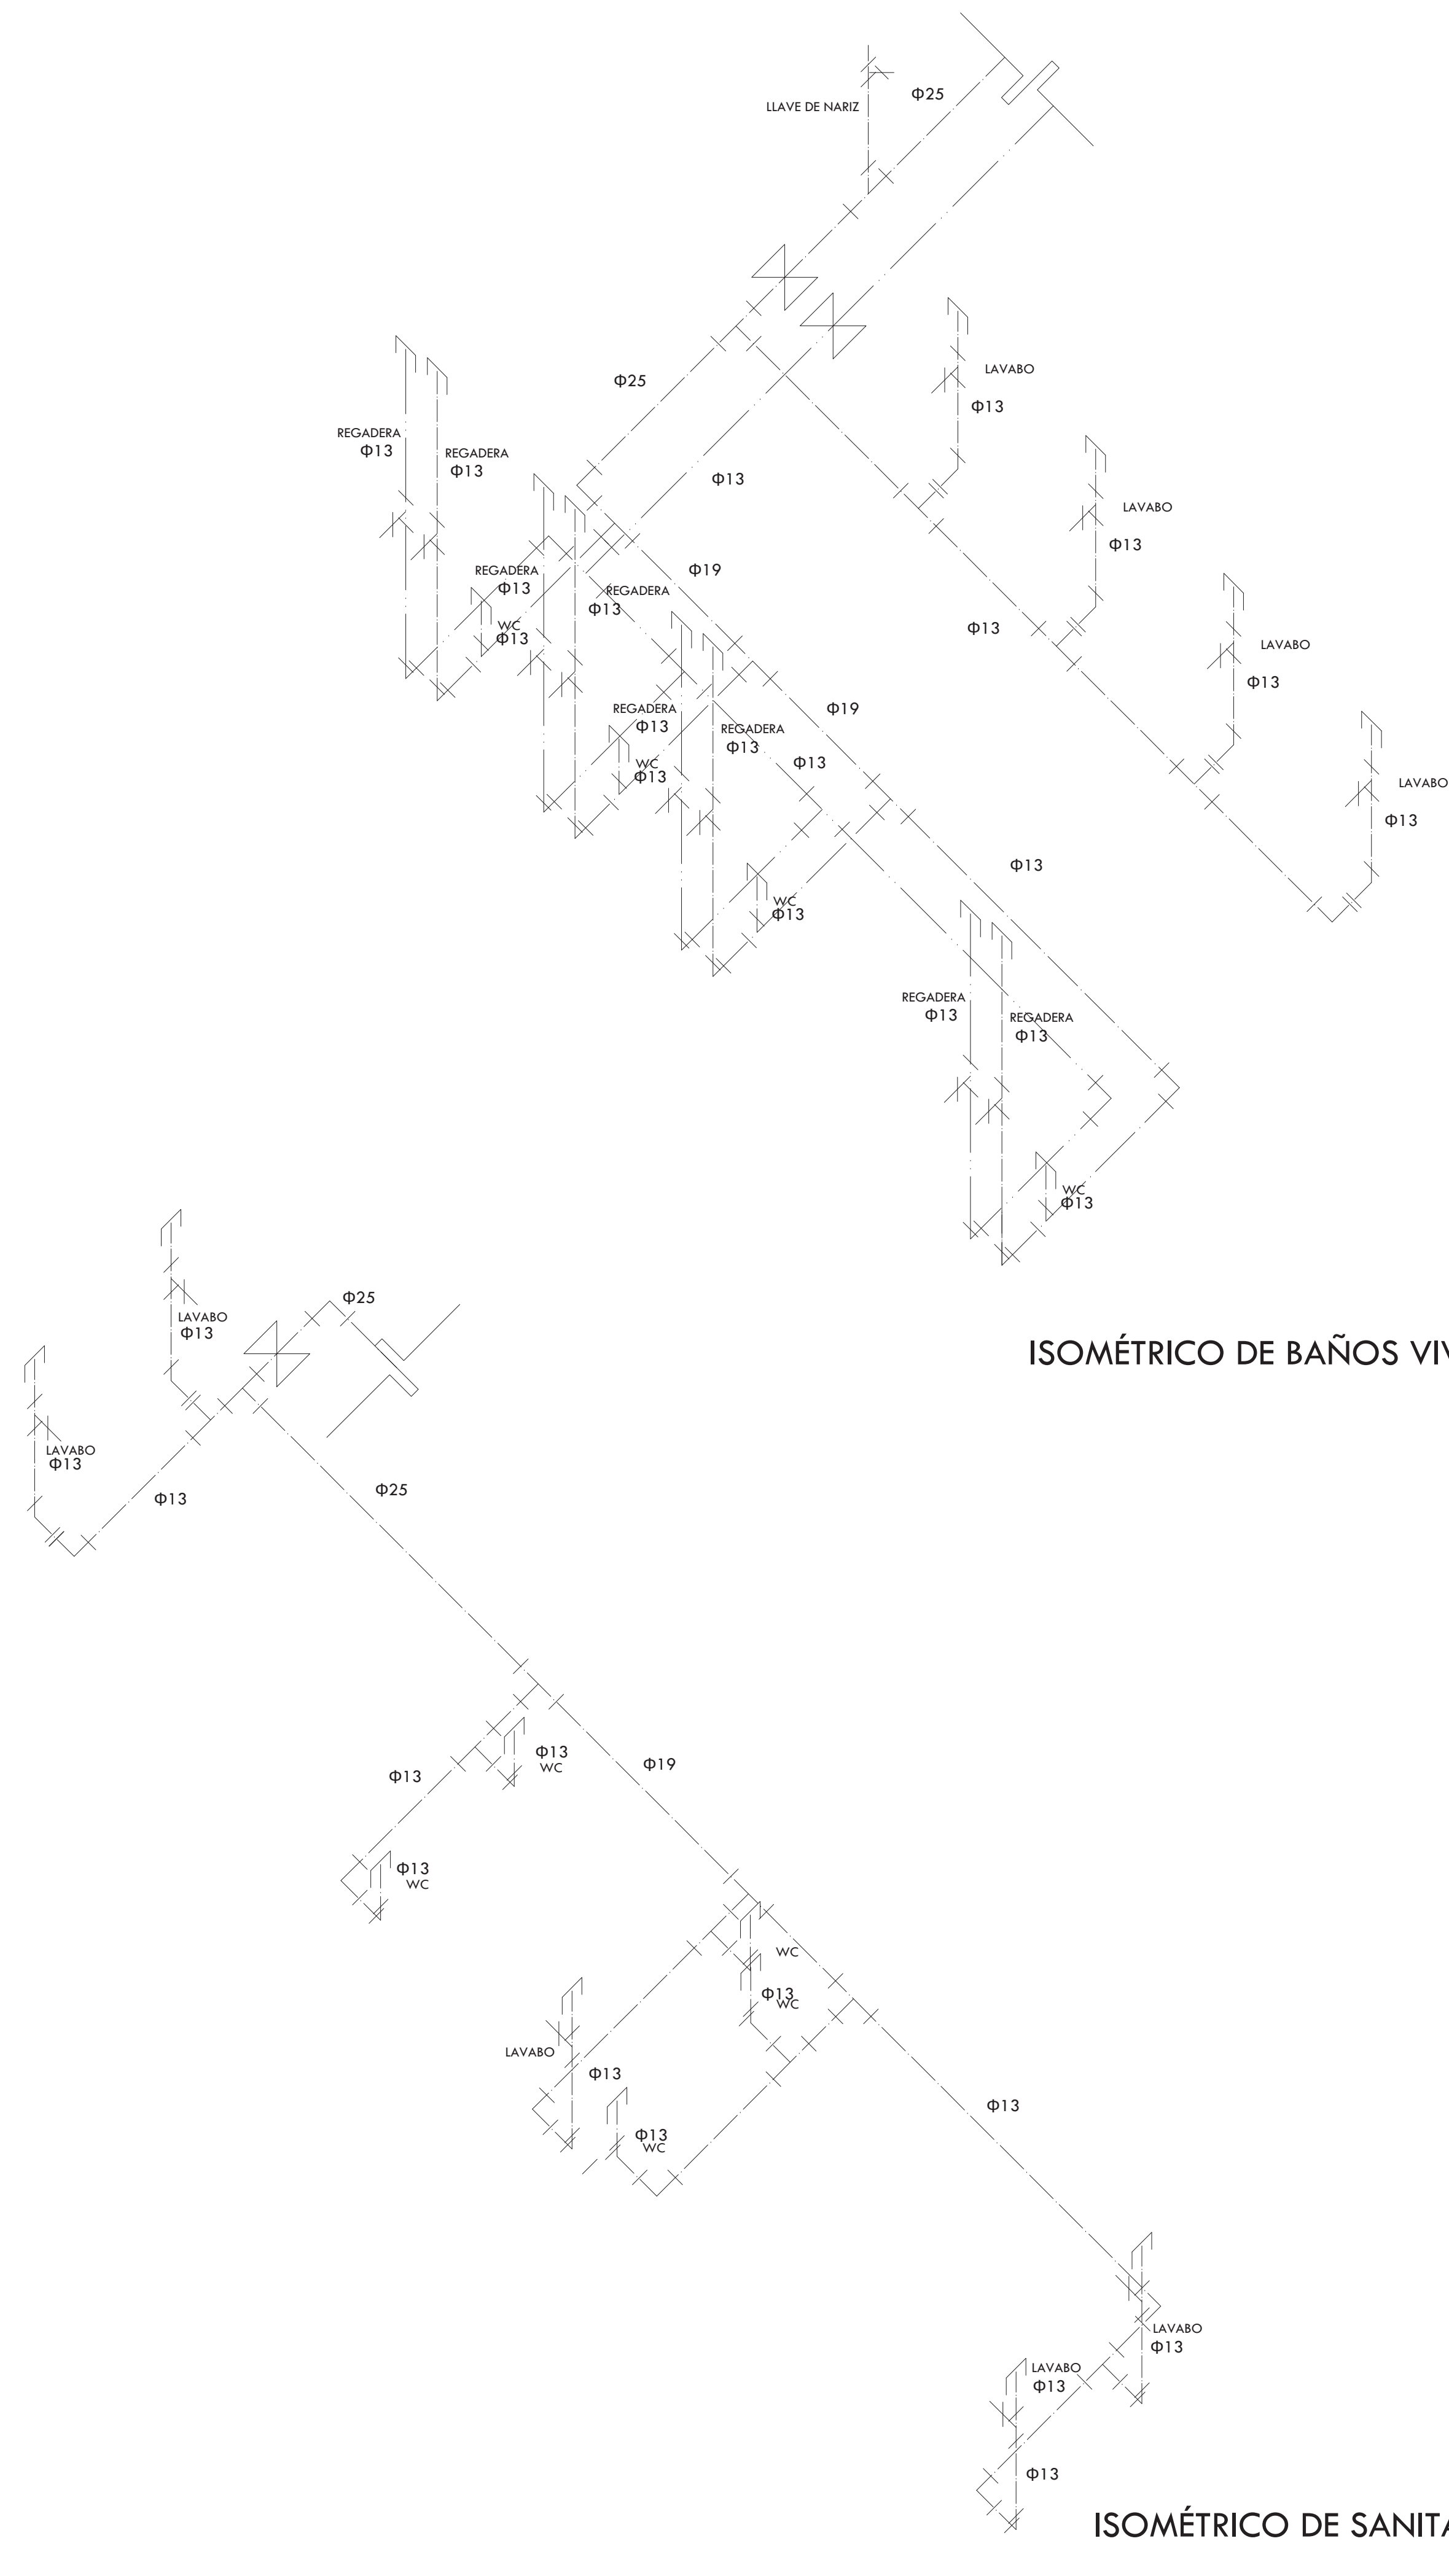 Φ25
LLAVE DE NARIZ
LAVABO
Φ25
Φ13
REGADERA
Φ13
REGADERA
Φ13
Φ13
LAVABO
Φ13
REGADERA
Φ13
Φ19
REGADERA
Φ13
WC
Φ13
Φ13
LAVABO
Φ13
REGADERA
Φ13
Φ19
REGADERA
Φ13
WC
Φ13
Φ13
LAVABO
Φ13
Φ13
WC
Φ13
REGADERA
Φ13
REGADERA
Φ13
WC
Φ13
ISOMÉTRICO DE BAÑOS
Φ25
LAVABO
Φ13
LAVABO
Φ13
Φ13
Φ25
Φ13
WC
Φ19
Φ13
Φ13
WC
WC
Φ13
WC
LAVABO
Φ13
Φ13
Φ13
WC
LAVABO
Φ13
LAVABO
Φ13
Φ13
ISOMÉTRICO DE